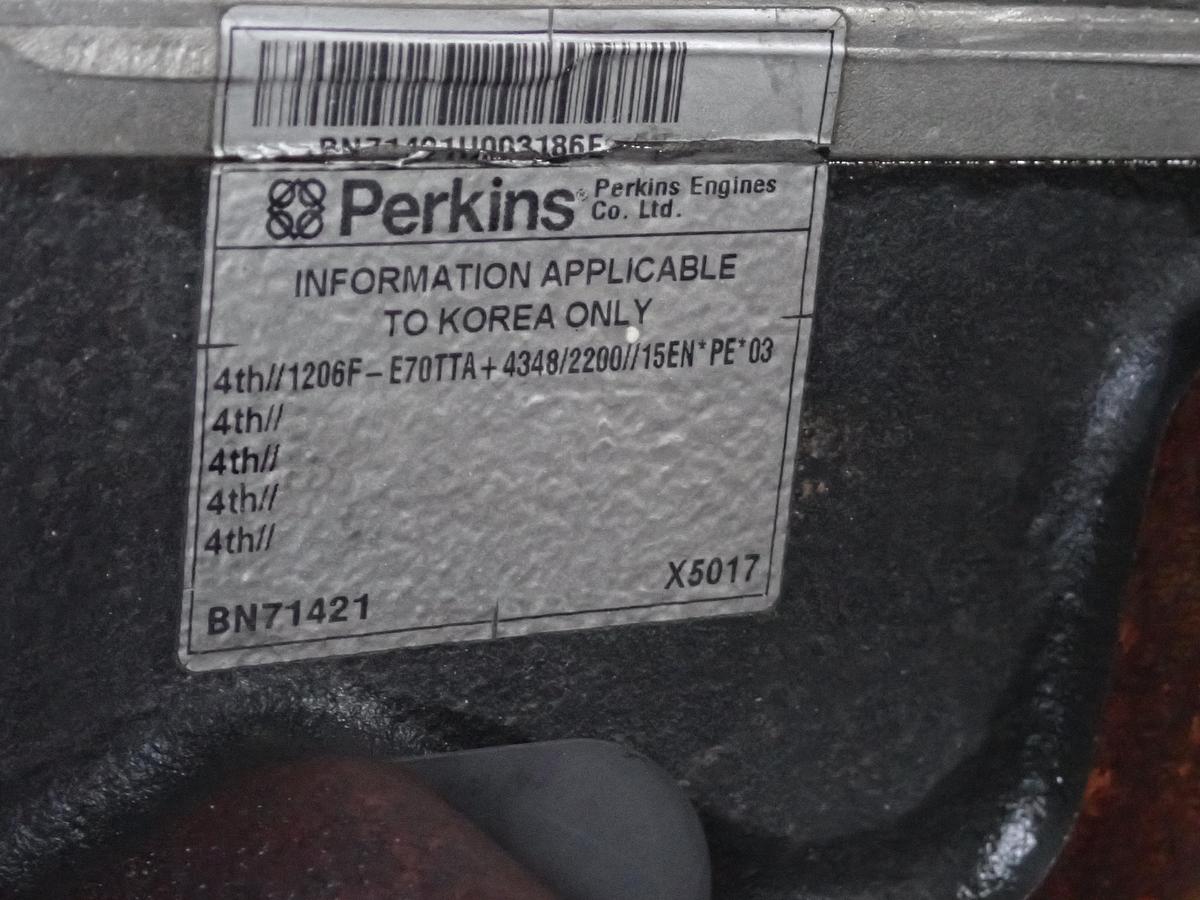 BN71421U003186F
Perkins® Perkins Engines
Co. Ltd.
INFORMATION APPLICABLE
TO KOREA ONLY
4th//1206F-E70TTA+4348/2200//15EN*PE*03
4th//
4th//
4th//
4th//
BN71421
X5017